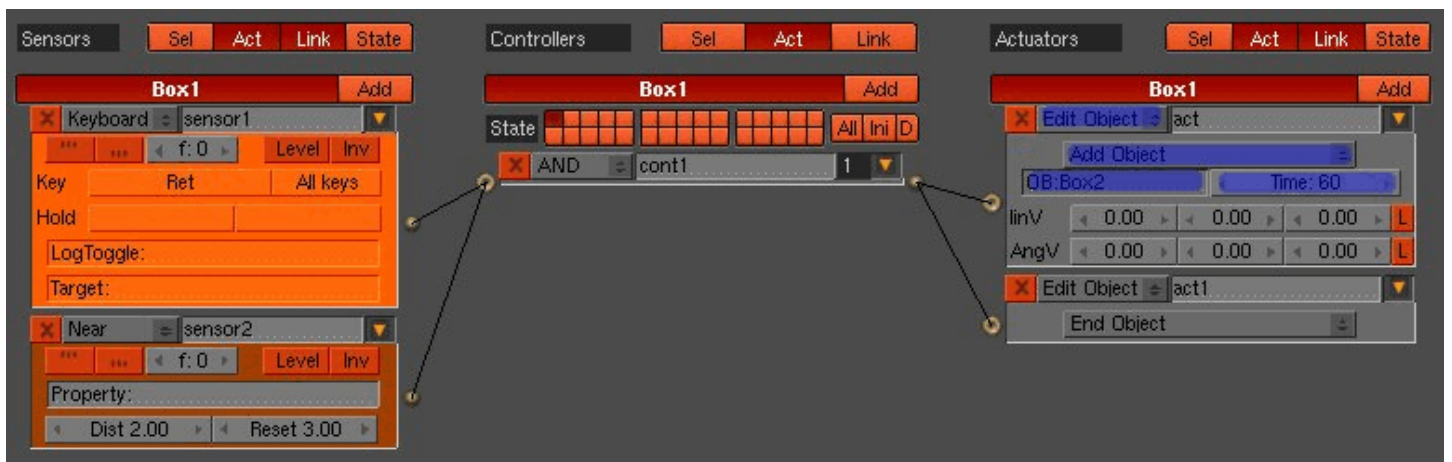 Sensors Sel Act Link State
Controllers Sel Act Link
Actuators Sel Act Link State
Box1 Add
Keyboard sensor1
f: 0 Level Inv
Key Ret All keys
Hold
LogToggle:
Target:
Near sensor2
f: 0 Level Inv
Property:
Dist 2.00 Reset 3.00
Box1 Add
State All Ini D
AND cont1 1
Box1 Add
Edit Object act
Add Object
OB:Box2 Time: 60
linV 0.00 0.00 0.00 L
AngV 0.00 0.00 0.00 L
Edit Object act1
End Object